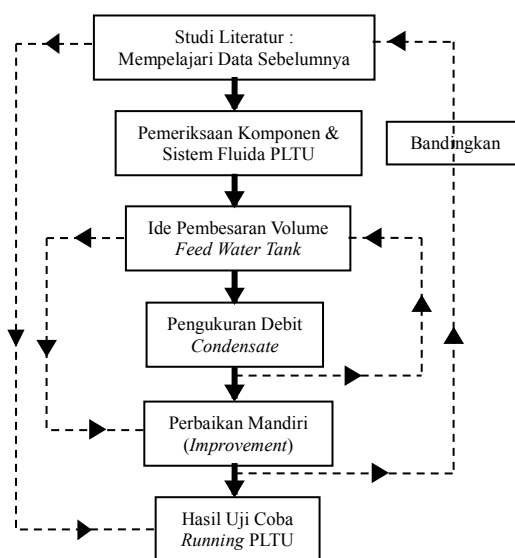 Studi Literatur :
Mempelajari Data Sebelumnya
Pemeriksaan Komponen &
Sistem Fluida PLTU
Bandingkan
Ide Pembesaran Volume
Feed Water Tank
Pengukuran Debit
Condensate
Perbaikan Mandiri
(Improvement)
Hasil Uji Coba
Running PLTU